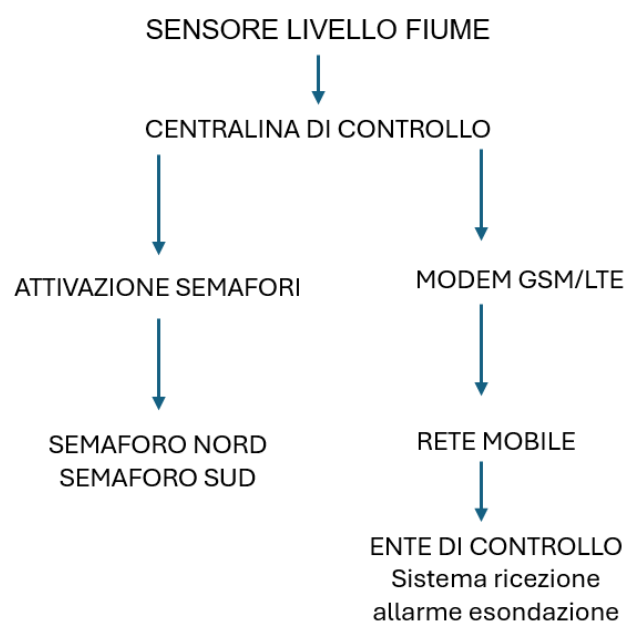 SENSORE LIVELLO FIUME
CENTRALINA DI CONTROLLO
ATTIVAZIONE SEMAFORI
MODEM GSM/LTE
SEMAFORO NORD
SEMAFORO SUD
RETE MOBILE
ENTE DI CONTROLLO
Sistema ricezione
allarme esondazione